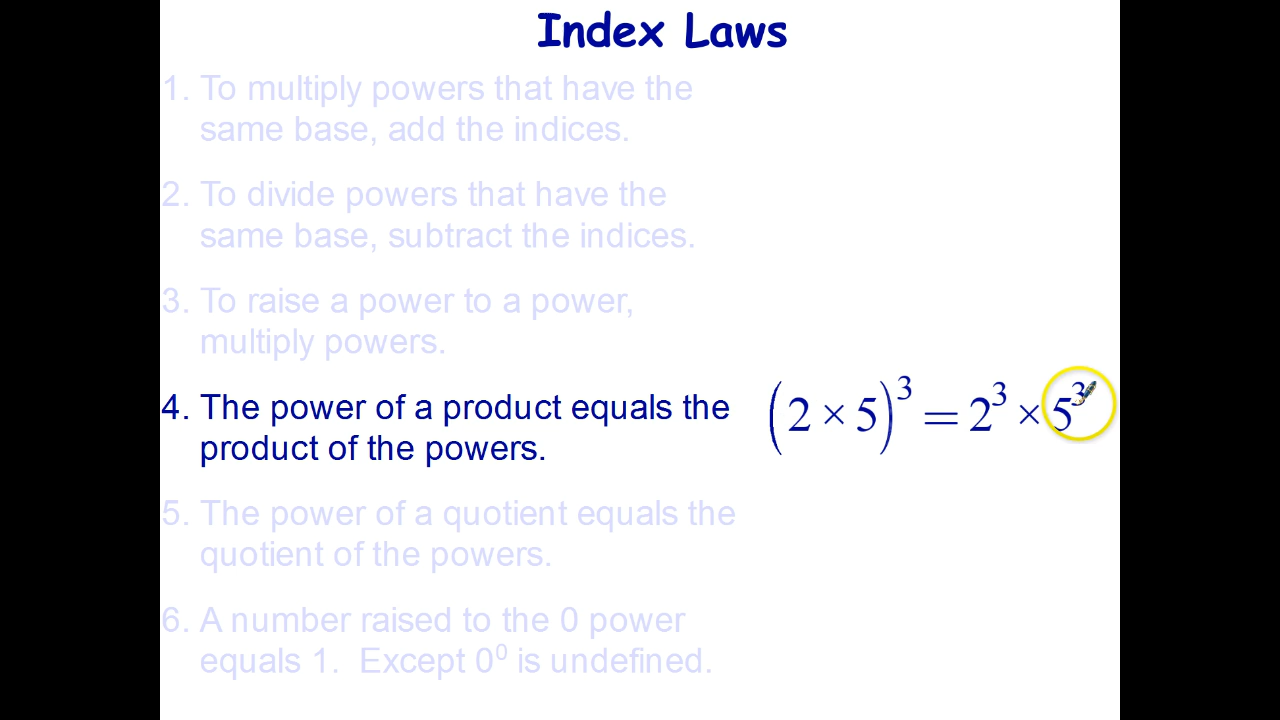 Index Laws
1. To multiply powers that have the
same base, add the indices.
2. To divide powers that have the
same base, subtract the indices.
3. To raise a power to a power,
multiply powers.
4. The power of a product equals the
product of the powers.
(2 × 5)³ = 2³ × 5³
5. The power of a quotient equals the
quotient of the powers.
6. A number raised to the 0 power
equals 1. Except 0⁰ is undefined.